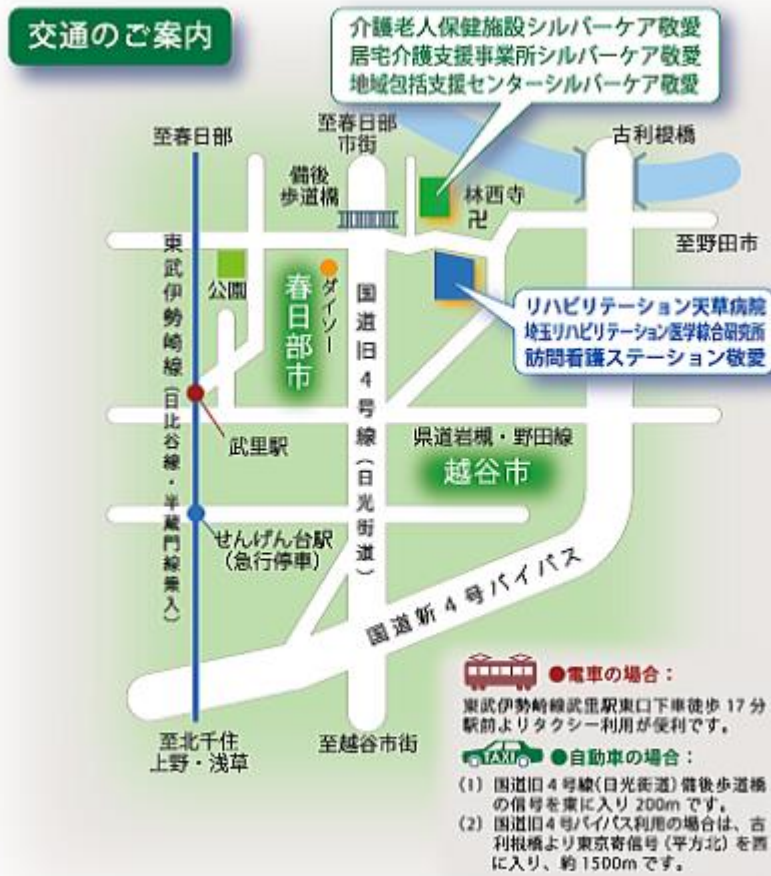 交通のご案内
介護老人保健施設シルバーケア敬愛
居宅介護支援事業所シルバーケア敬愛
地域包括支援センターシルバーケア敬愛
至春日部
至春日部
市街
古利根橋
備後
歩道橋
林西寺
卍
至野田市
東武伊勢崎線（日比谷線・半蔵門線乗入）
公園
春日部市
ダイソー
国道旧4号線（日光街道）
リハビリテーション天草病院
埼玉リハビリテーション医学綜合研究所
訪問看護ステーション敬愛
武里駅
県道岩槻・野田線
越谷市
せんげん台駅
（急行停車）
国道新4号バイパス
至北千住
上野・浅草
至越谷市街
●電車の場合：
東武伊勢崎線武里駅東口下車徒歩17分
駅前よりタクシー利用が便利です。
TAXI
●自動車の場合：
(1) 国道旧4号線(日光街道)備後歩道橋
の信号を東に入り200mです。
(2) 国道旧4号バイパス利用の場合は、古
利根橋より東京寄信号(平方北)を西
に入り、約1500mです。